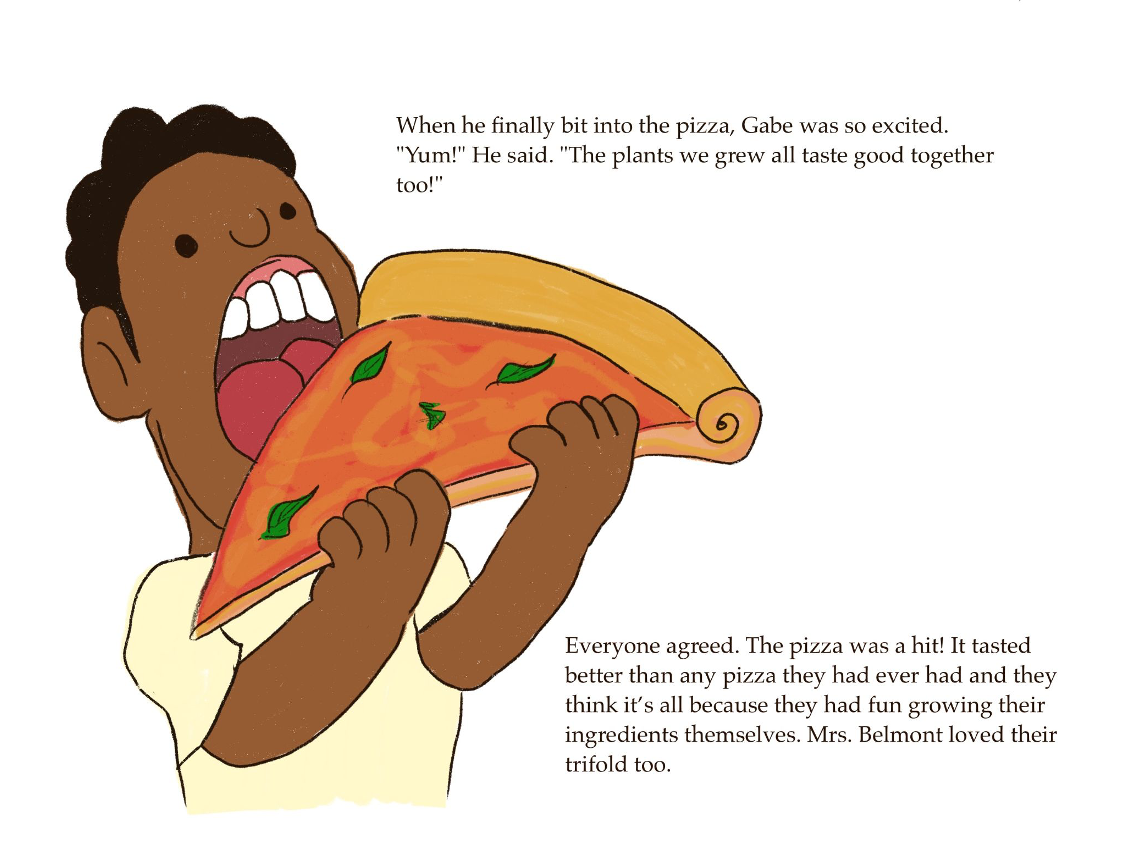 When he finally bit into the pizza, Gabe was so excited.
"Yum!" He said. "The plants we grew all taste good together
too!"
Everyone agreed. The pizza was a hit! It tasted
better than any pizza they had ever had and they
think it’s all because they had fun growing their
ingredients themselves. Mrs. Belmont loved their
trifold too.